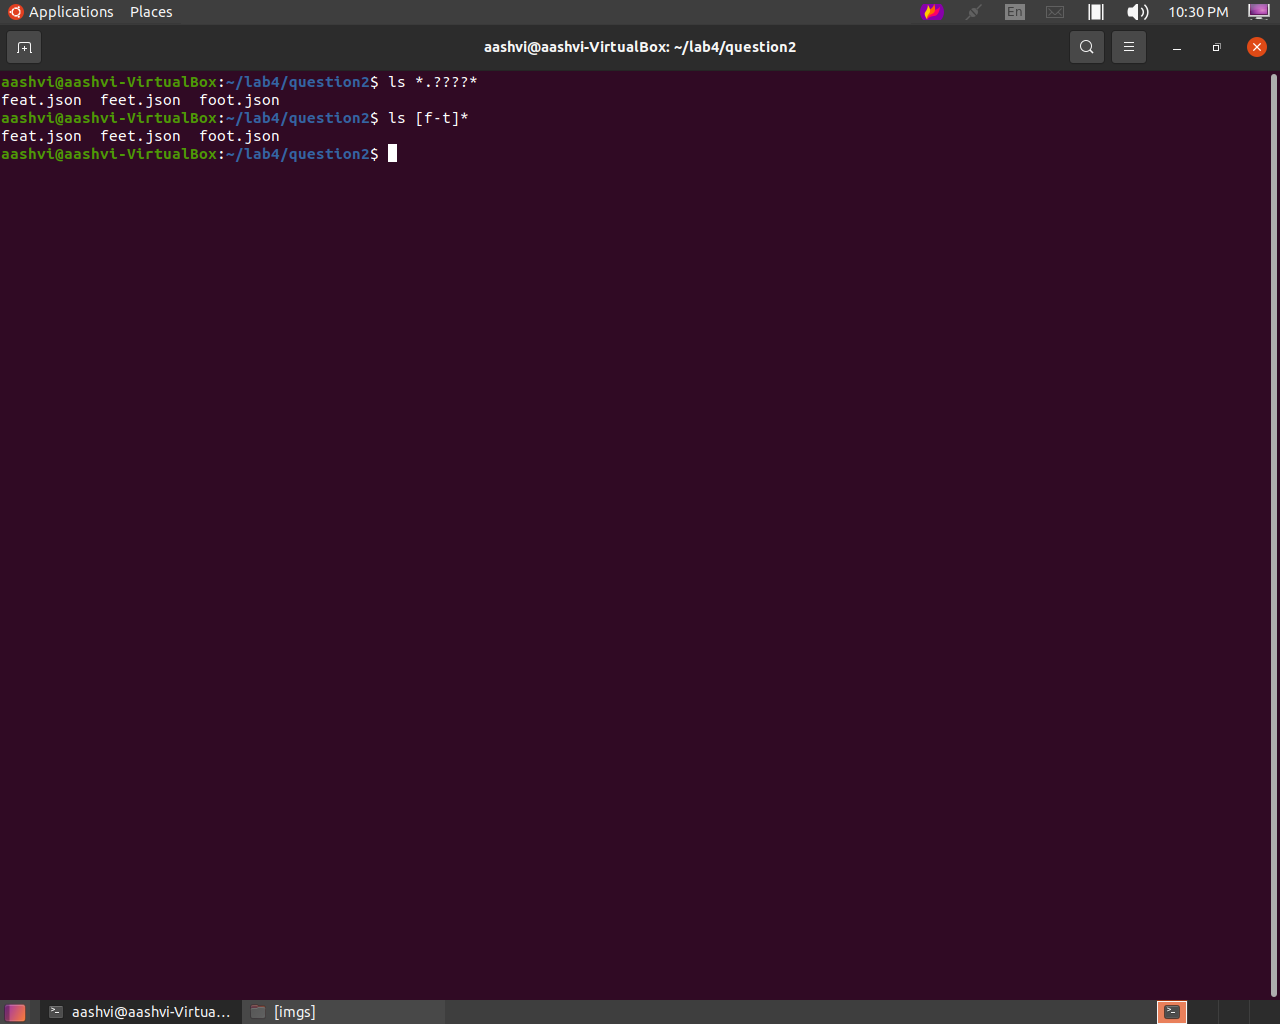 Applications Places En 10:30 PM
aashvi@aashvi-VirtualBox: ~/lab4/question2
aashvi@aashvi-VirtualBox:~/lab4/question2$ ls *.????*
feat.json  feet.json  foot.json
aashvi@aashvi-VirtualBox:~/lab4/question2$ ls [f-t]*
feat.json  feet.json  foot.json
aashvi@aashvi-VirtualBox:~/lab4/question2$
aashvi@aashvi-Virtua... [imgs]